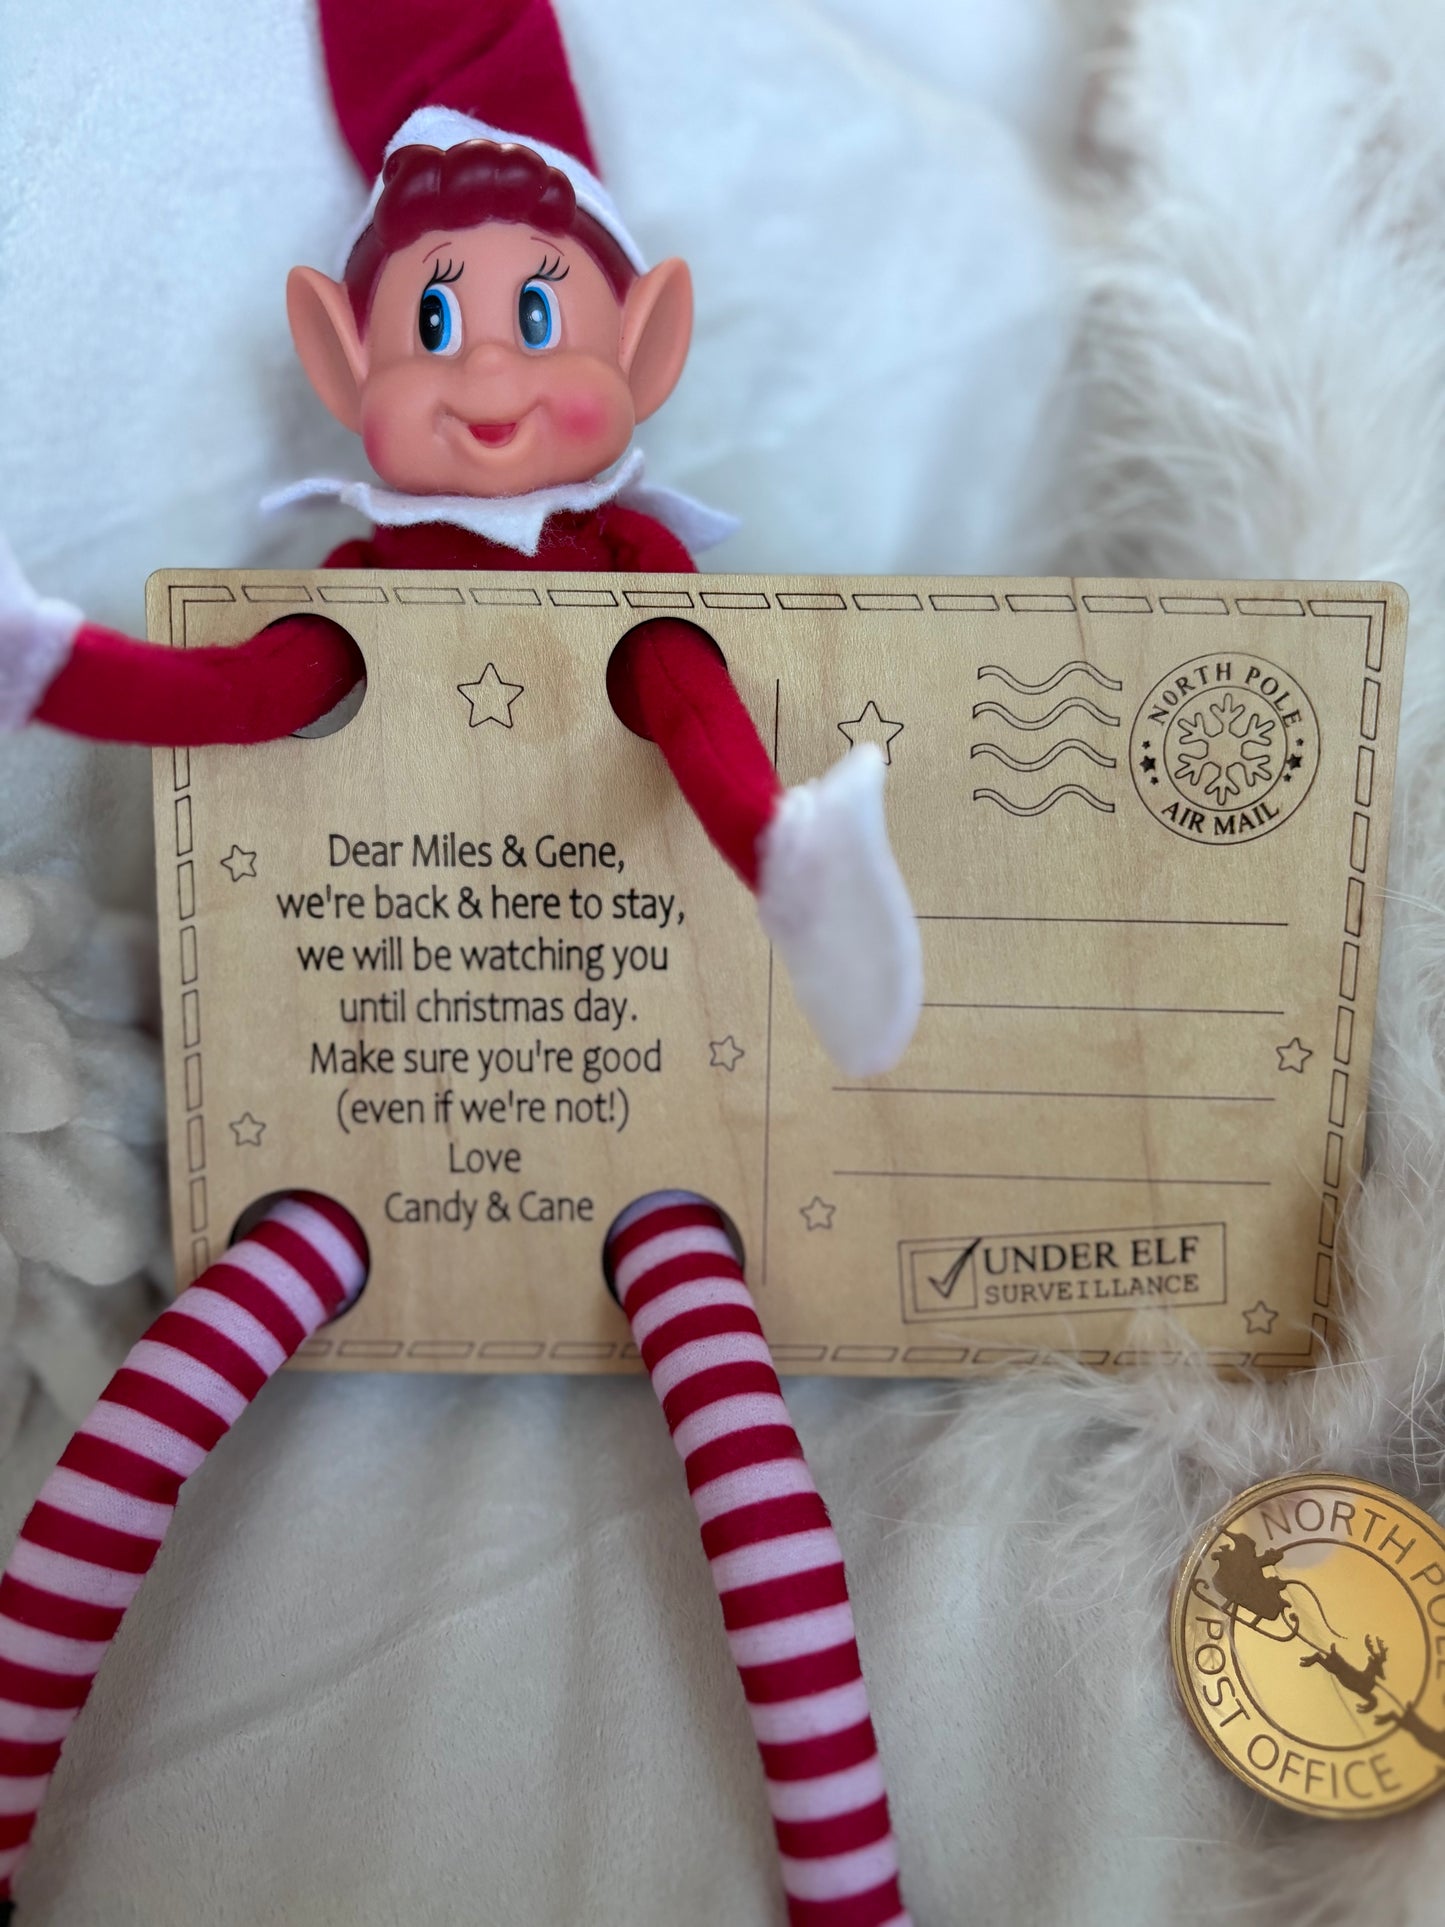 Dear Miles & Gene,
we're back & here to stay,
we will be watching you
until christmas day.
Make sure you're good
(even if we're not!)
Love
Candy & Cane
NORTH POLE
AIR MAIL
UNDER ELF
SURVEILLANCE
NORTH POLE
POST OFFICE